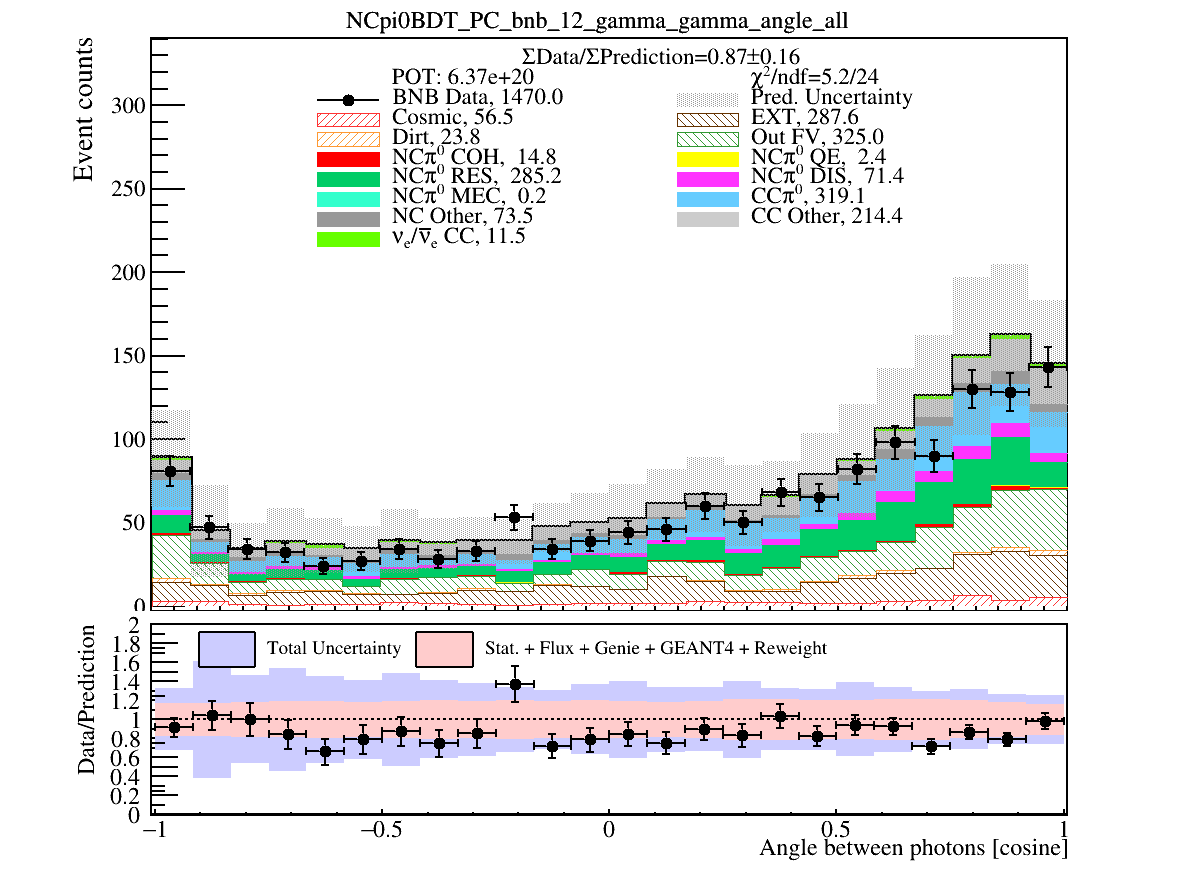 NCpi0BDT_PC_bnb_12_gamma_gamma_angle_all
ΣData/ΣPrediction=0.87±0.16
POT: 6.37e+20
χ²/ndf=5.2/24
BNB Data, 1470.0
Pred. Uncertainty
Cosmic, 56.5
EXT, 287.6
Dirt, 23.8
Out FV, 325.0
NCπ⁰ COH, 14.8
NCπ⁰ QE, 2.4
NCπ⁰ RES, 285.2
NCπ⁰ DIS, 71.4
NCπ⁰ MEC, 0.2
CCπ⁰, 319.1
NC Other, 73.5
CC Other, 214.4
νₑ/ν̅ₑ CC, 11.5
Event counts
300
250
200
150
100
50
0
Total Uncertainty
Stat. + Flux + Genie + GEANT4 + Reweight
Data/Prediction
2
1.8
1.6
1.4
1.2
1
0.8
0.6
0.4
0.2
0
−1
−0.5
0
0.5
1
Angle between photons [cosine]